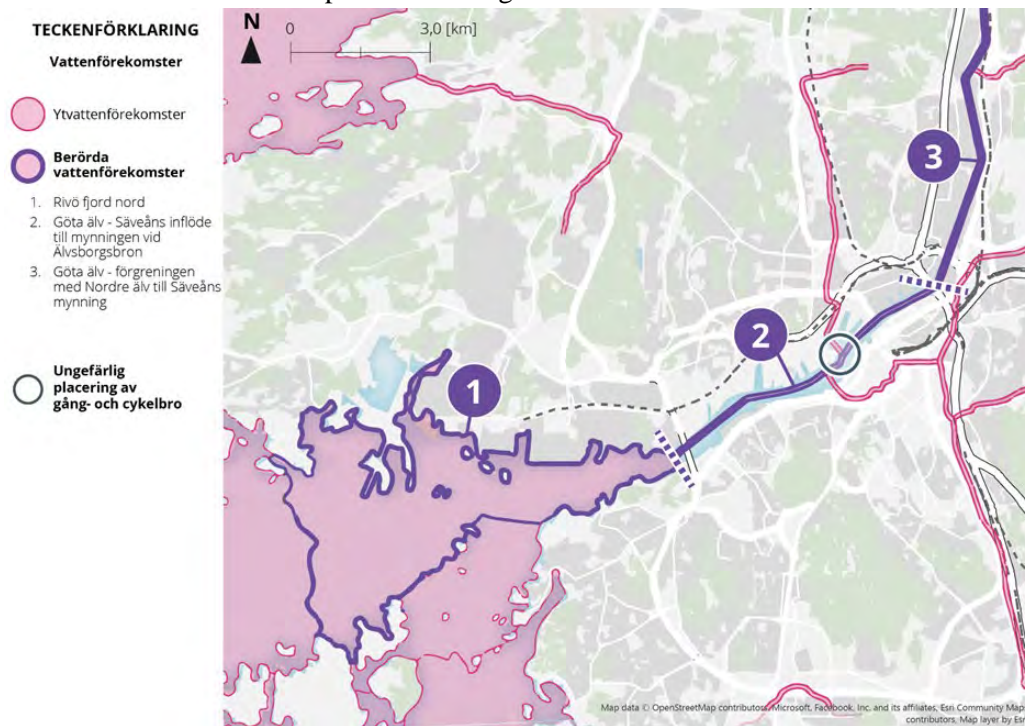 TECKENFÖRKLARING
Vattenförekomster
Ytvattenförekomster
Berörda
vattenförekomster
1. Rivö fjord nord
2. Göta älv - Säveåns inflöde
till mynningen vid
Älvsborgsbron
3. Göta älv - förgreningen
med Nordre älv till Säveåns
mynning
Ungefärlig
placering av
gång- och cykelbro
N
0 3,0 [km]
3
2
1
Map data © OpenStreetMap contributors, Microsoft, Facebook, Inc. and its affiliates, Esri Community Map
contributors, Map layer by